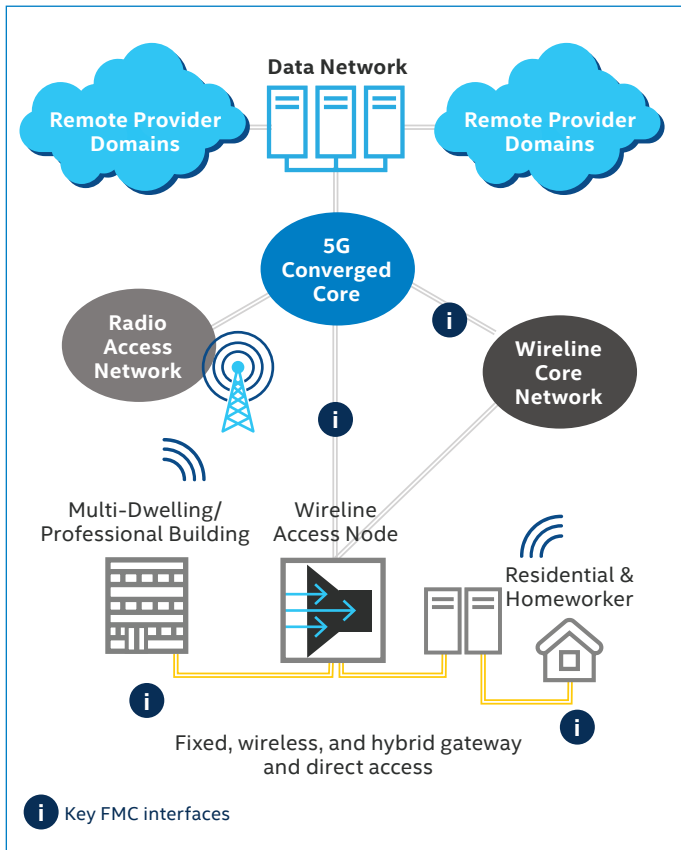 Data Network
Remote Provider
Domains
Remote Provider
Domains
5G
Converged
Core
Radio
Access
Network
i
Wireline
Core
Network
i
Multi-Dwelling/
Professional Building
Wireline
Access Node
Residential &
Homeworker
i
i
Fixed, wireless, and hybrid gateway
and direct access
i Key FMC interfaces